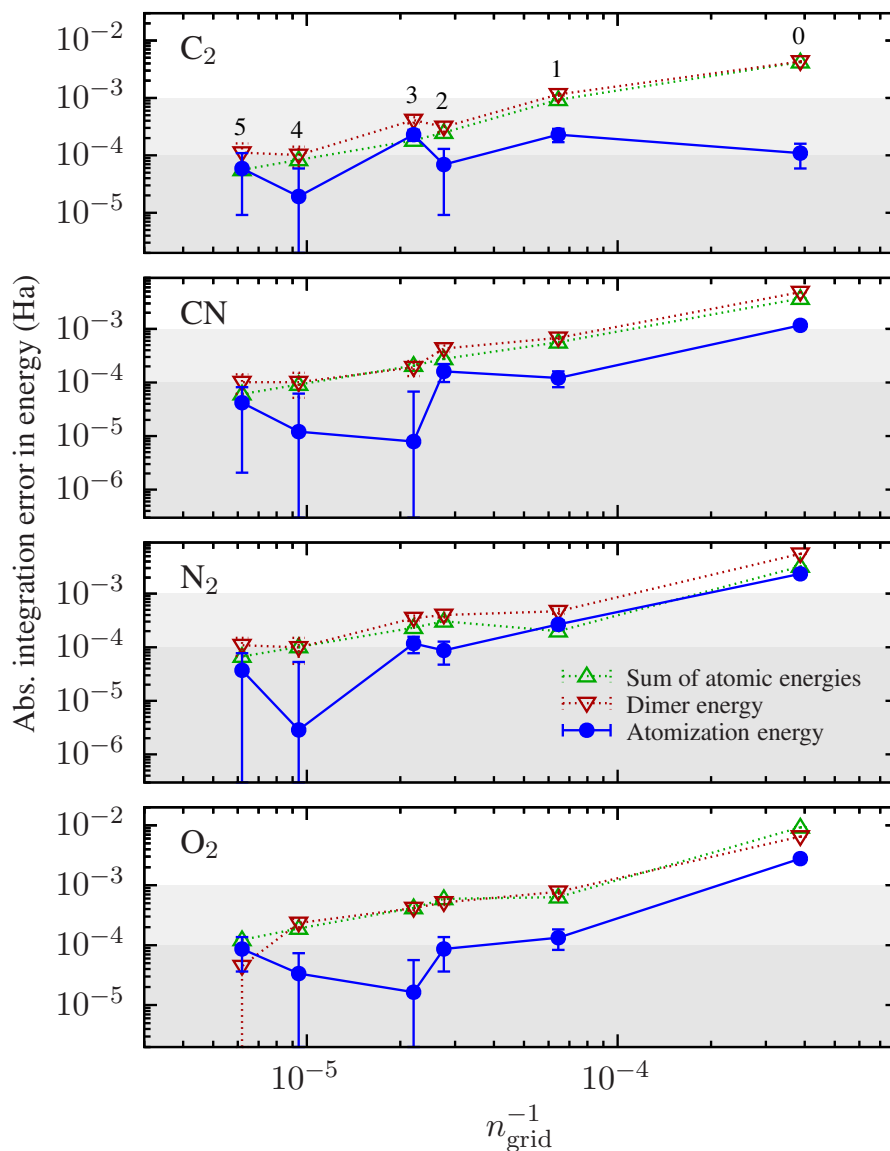 Abs. integration error in energy (Ha)
C₂
10⁻²
10⁻³
10⁻⁴
10⁻⁵
5 4 3 2 1 0
CN
10⁻³
10⁻⁴
10⁻⁵
10⁻⁶
N₂
10⁻³
10⁻⁴
10⁻⁵
10⁻⁶
Sum of atomic energies
Dimer energy
Atomization energy
O₂
10⁻²
10⁻³
10⁻⁴
10⁻⁵
10⁻⁵ 10⁻⁴
n⁻¹grid